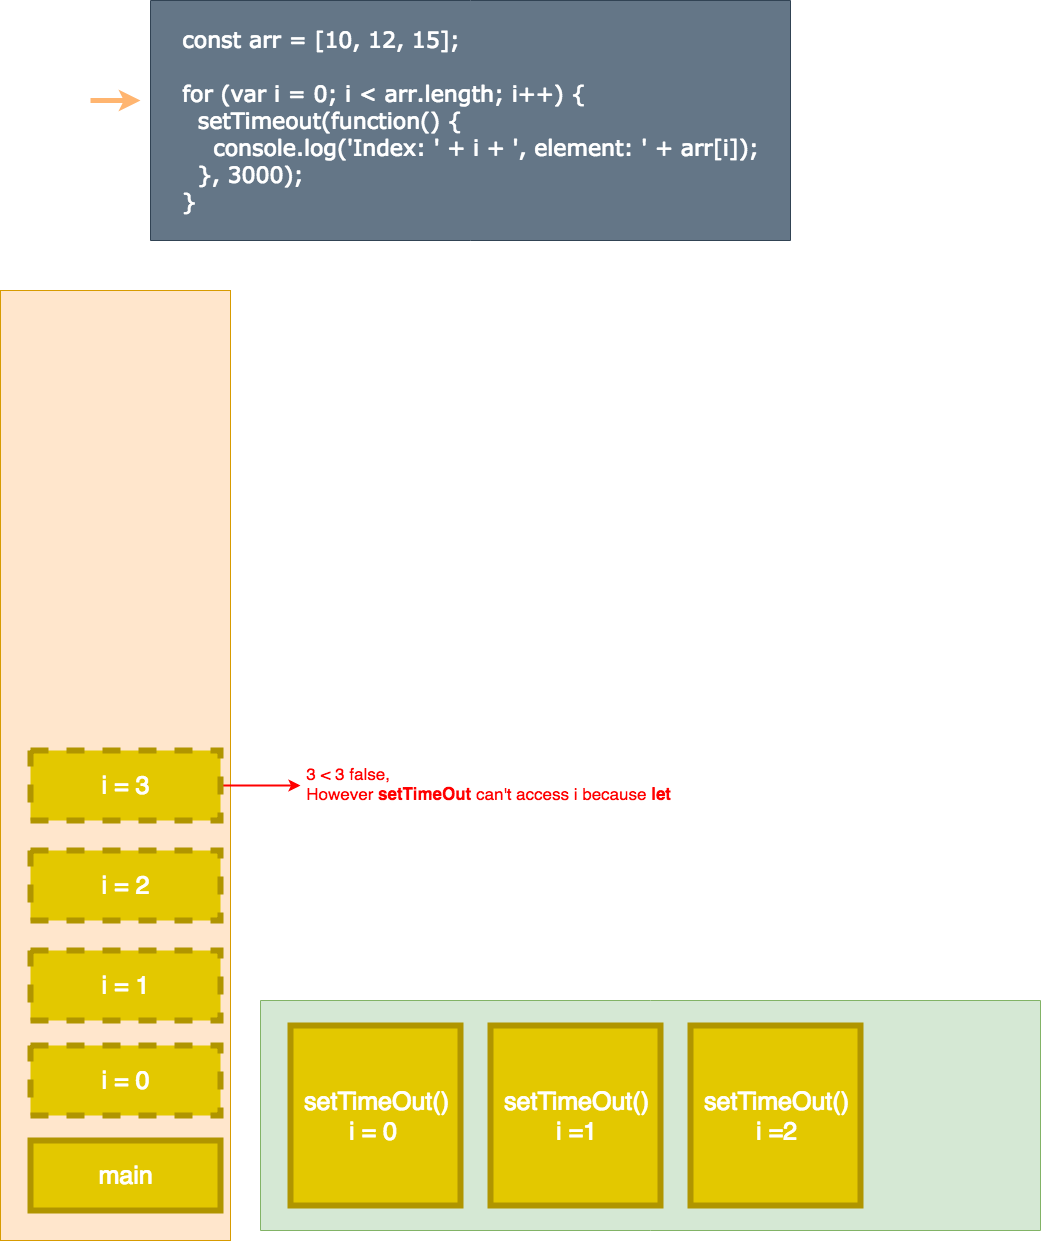 const arr = [10, 12, 15];
for (var i = 0; i < arr.length; i++) {
setTimeout(function() {
console.log('Index: ' + i + ', element: ' + arr[i]);
}, 3000);
}
i = 3
3 < 3 false,
However setTimeOut can't access i because let
i = 2
i = 1
i = 0
main
setTimeOut()
i = 0
setTimeOut()
i =1
setTimeOut()
i =2